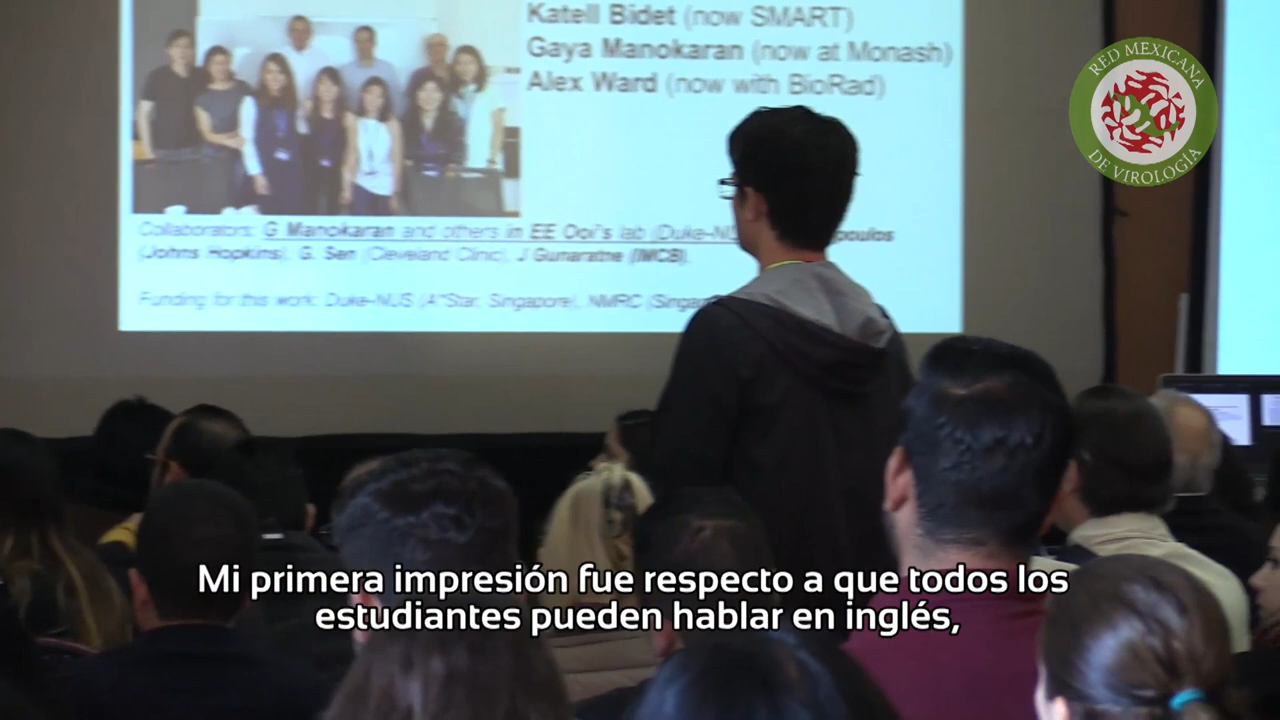 Katell Bidet (now SMART)
Gaya Manokaran (now at Monash)
Alex Ward (now with BioRad)
RED MEXICANA
DE VIROLOGÍA
Collaborators: G Manokaran and others in EE Ooi's lab (Duke-NU
(Johns Hopkins), G. Sen (Cleveland Clinic), J Gunaratne (IMCB).
Funding for this work: Duke-NUS (A*Star, Singapore), NMRC
Mi primera impresión fue respecto a que todos los
estudiantes pueden hablar en inglés,